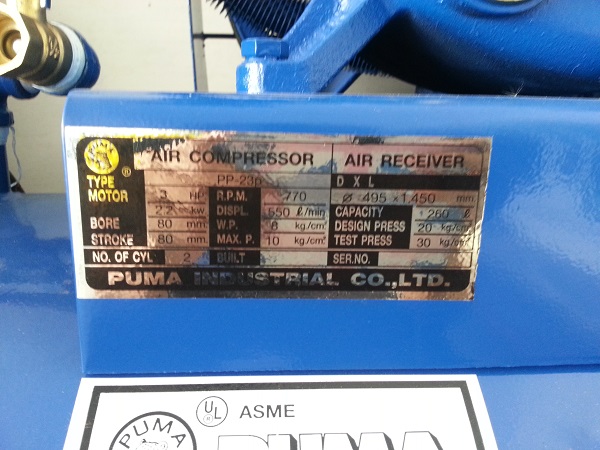 AIR COMPRESSOR AIR RECEIVER
PUMA ®
TYPE PP-236 D X L
MOTOR 3 HP R.P.M. 770 ø 495 × 1,450 mm
2.2 kw DISPL. 550 ℓ/min CAPACITY 260 ℓ
BORE 80 mm W.P. 8 kg/cm² DESIGN PRESS 20 kg/cm²
STROKE 80 mm MAX. P. 10 kg/cm² TEST PRESS 30 kg/cm²
NO. OF CYL. 2 BUILT SER.NO.
PUMA INDUSTRIAL CO.,LTD.
UL ASME
PUMA PUMA